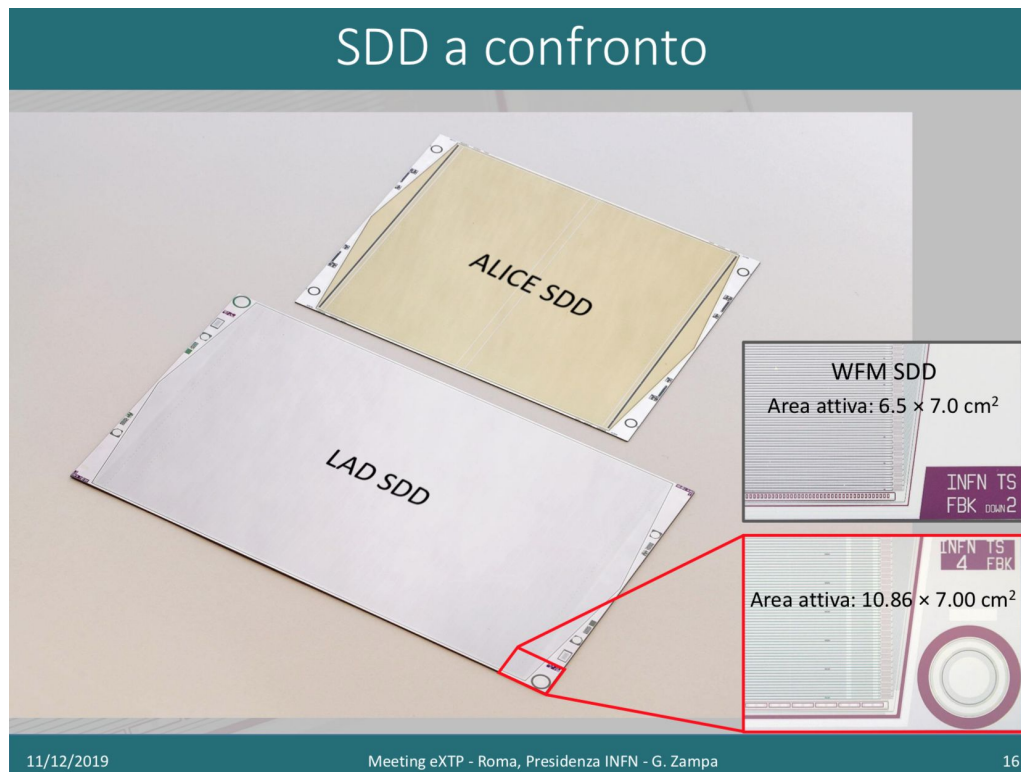 SDD a confronto
ALICE SDD
LAD SDD
WFM SDD
Area attiva: 6.5 × 7.0 cm²
INFN TS
FBK DOWN 2
INFN TS
4 FBK
Area attiva: 10.86 × 7.00 cm²
11/12/2019
Meeting eXTP - Roma, Presidenza INFN - G. Zampa
16